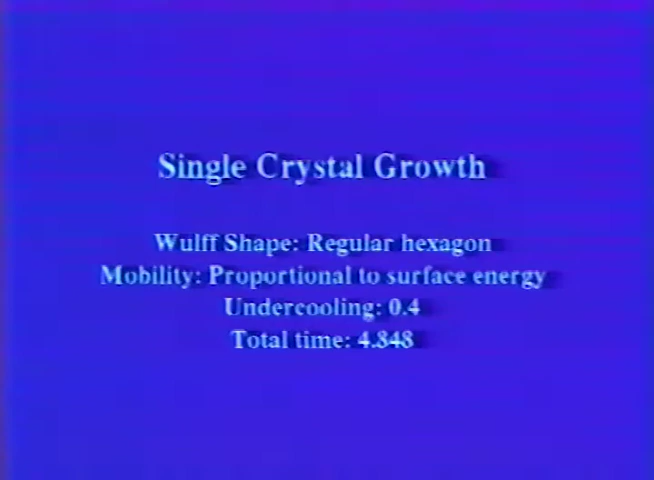 Single Crystal Growth
Wulff Shape: Regular hexagon
Mobility: Proportional to surface energy
Undercooling: 0.4
Total time: 4.848